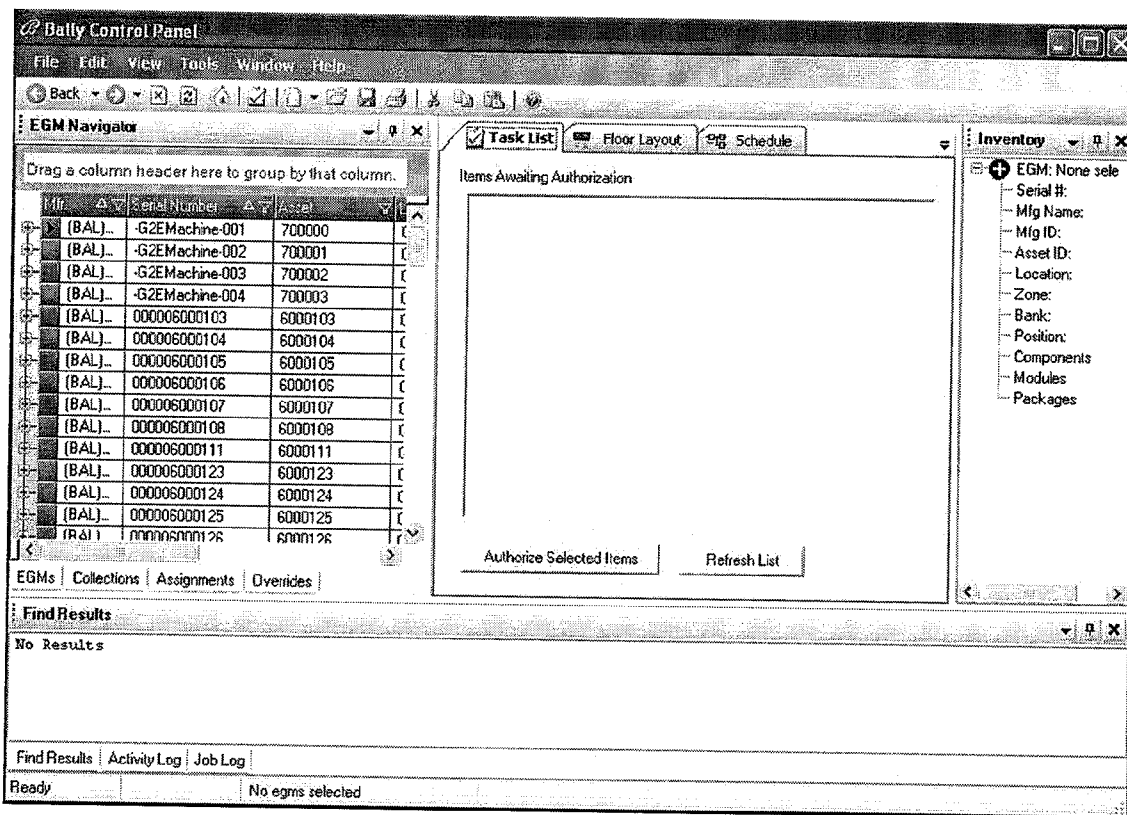 Bally Control Panel
File Edit View Tools Window Help
Back
EGM Navigator
Drag a column header here to group by that column.
Mfr. Serial Number Asset
(BAL)... -G2EMachine-001 700000
(BAL)... -G2EMachine-002 700001
(BAL)... -G2EMachine-003 700002
(BAL)... -G2EMachine-004 700003
(BAL)... 000006000103 6000103
(BAL)... 000006000104 6000104
(BAL)... 000006000105 6000105
(BAL)... 000006000106 6000106
(BAL)... 000006000107 6000107
(BAL)... 000006000108 6000108
(BAL)... 000006000111 6000111
(BAL)... 000006000123 6000123
(BAL)... 000006000124 6000124
(BAL)... 000006000125 6000125
(BAL) 000006000126 6000126
EGMs Collections Assignments Overrides
Task List Floor Layout Schedule
Items Awaiting Authorization
Authorize Selected Items Refresh List
Inventory
EGM: None sele
Serial #:
Mfg Name:
Mfg ID:
Asset ID:
Location:
Zone:
Bank:
Position:
Components
Modules
Packages
Find Results
No Results
Find Results Activity Log Job Log
Ready No egms selected